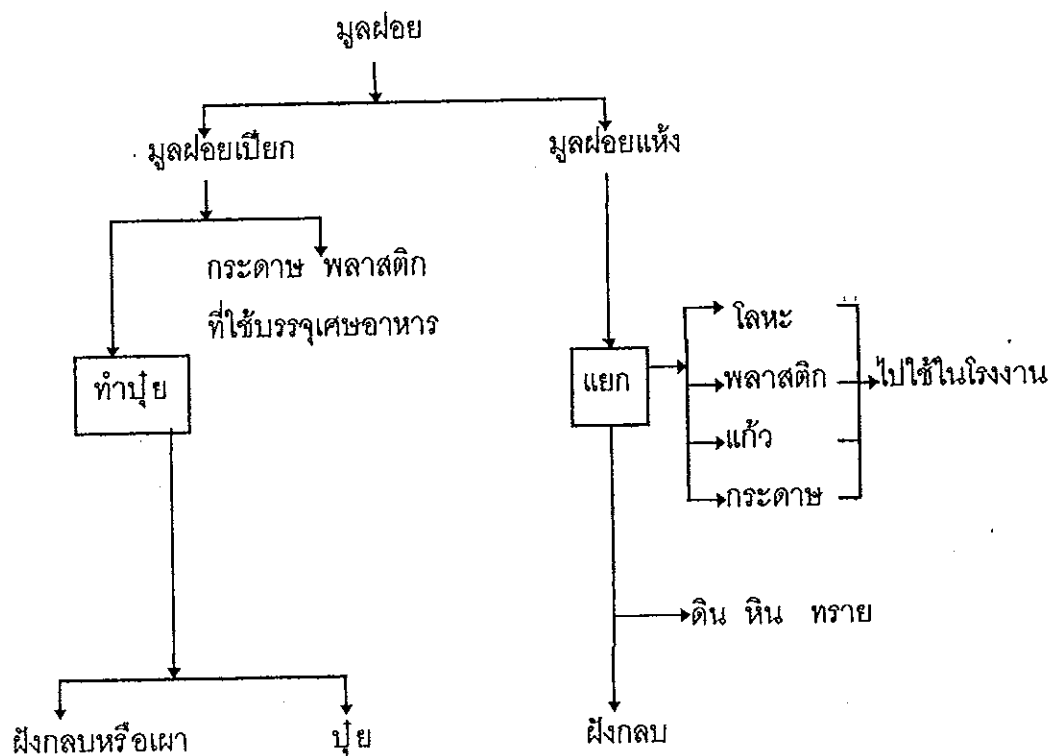 มูลฝอย
มูลฝอยเปียก
มูลฝอยแห้ง
กระดาษ พลาสติก
ที่ใช้บรรจุเศษอาหาร
ทำปุ๋ย
แยก
โลหะ
พลาสติก
ไปใช้ในโรงงาน
แก้ว
กระดาษ
ดิน หิน ทราย
ฝังกลบหรือเผา
ปุ๋ย
ฝังกลบ